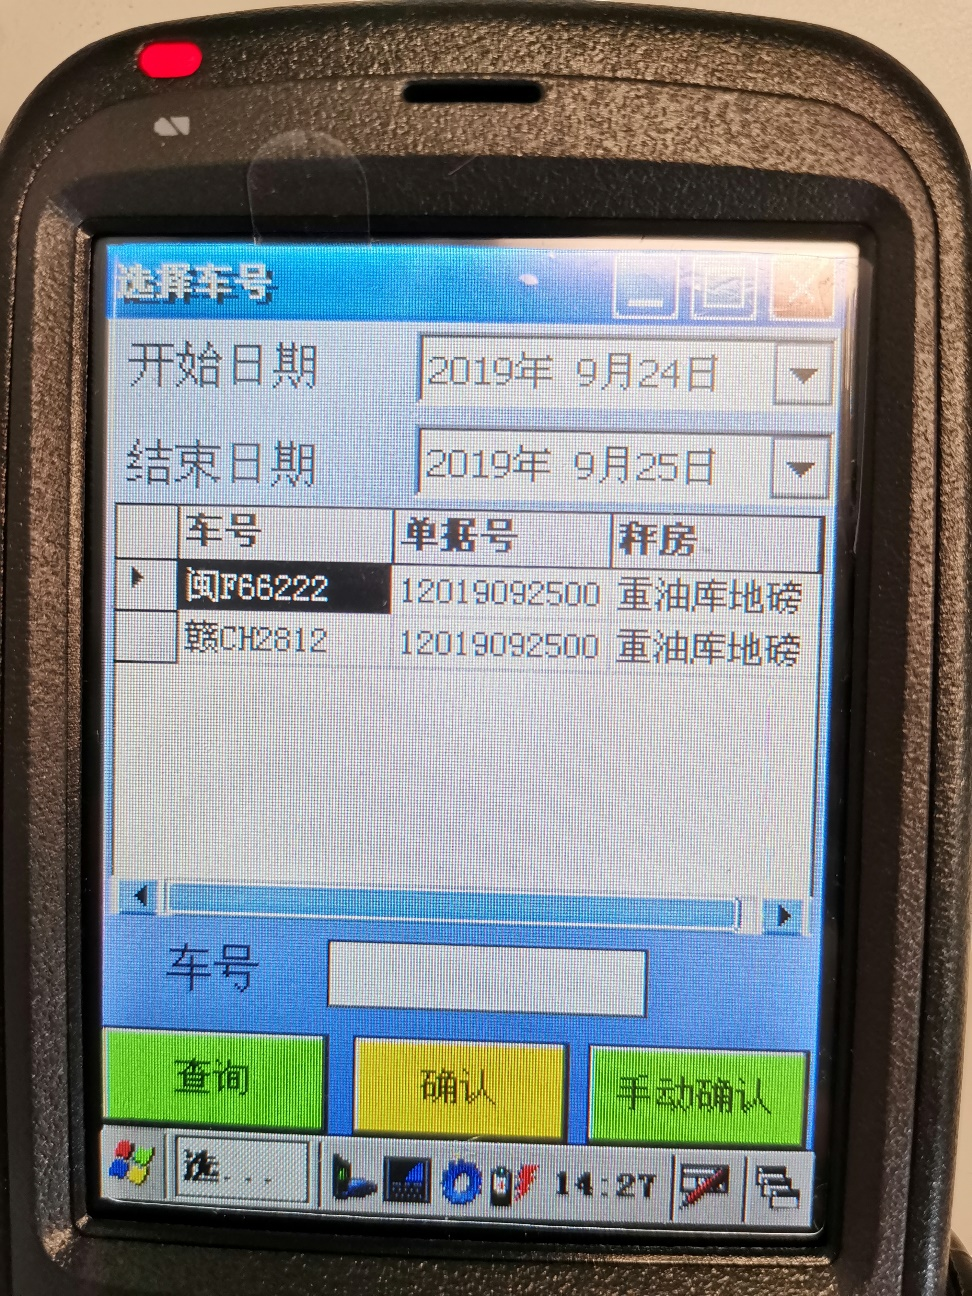 选择车号
开始日期 2019年 9月24日
结束日期 2019年 9月25日
车号 单据号 秤房
闽F66222 12019092500 重油库地磅
赣CH2812 12019092500 重油库地磅
车号
查询 确认 手动确认
选... 14:27